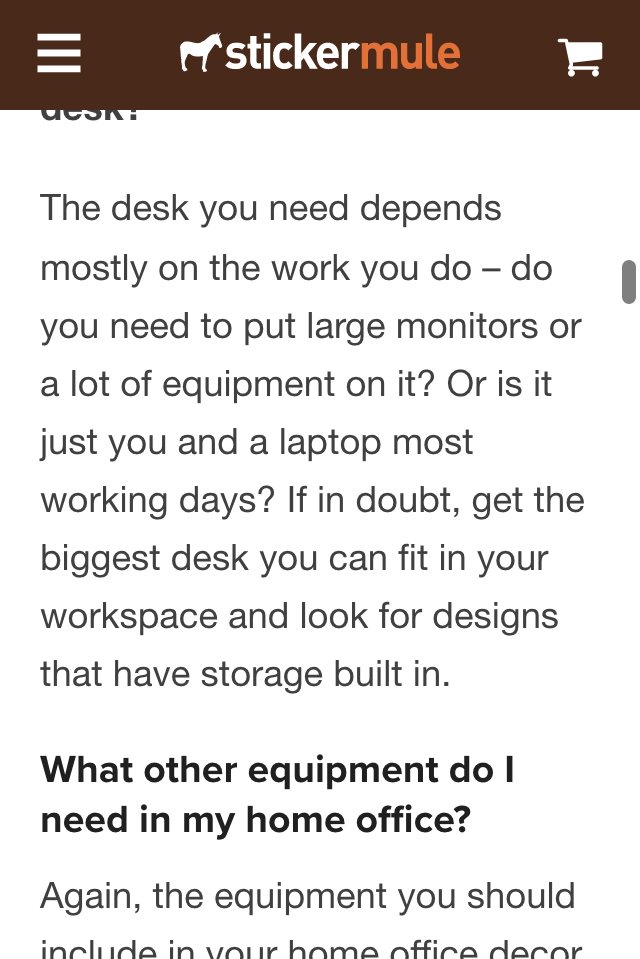 stickermule
desk?
The desk you need depends
mostly on the work you do – do
you need to put large monitors or
a lot of equipment on it? Or is it
just you and a laptop most
working days? If in doubt, get the
biggest desk you can fit in your
workspace and look for designs
that have storage built in.
What other equipment do I
need in my home office?
Again, the equipment you should
include in your home office decor